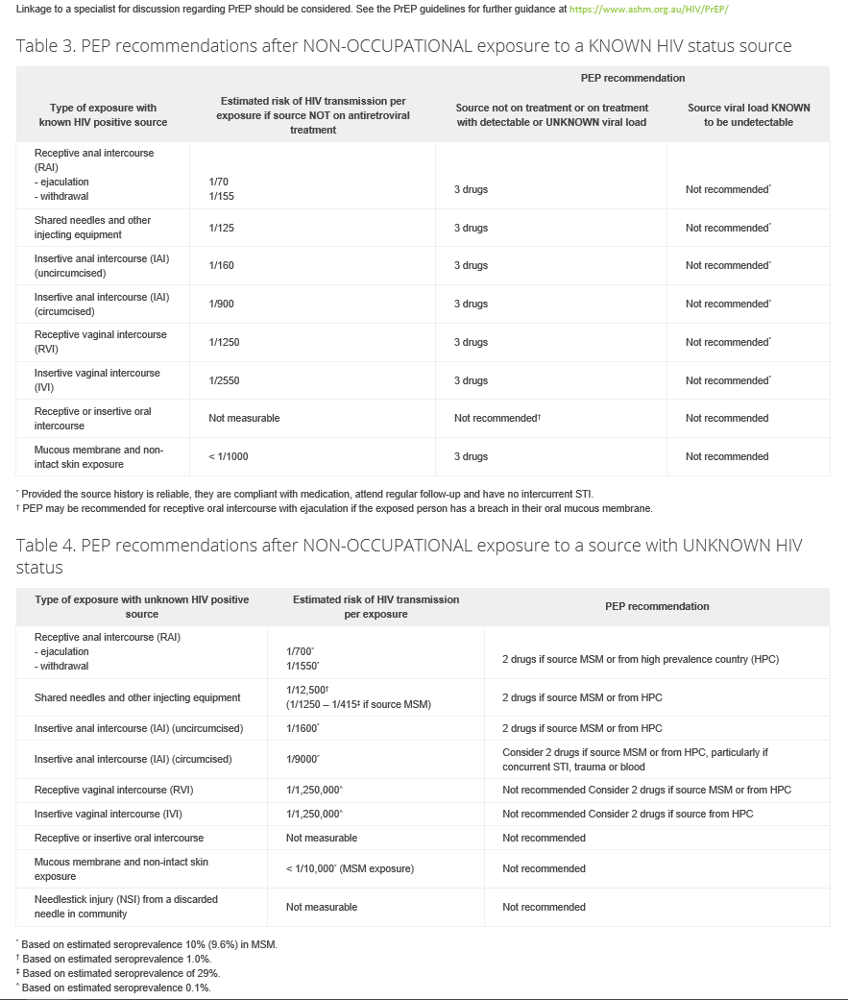 Linkage to a specialist for discussion regarding PrEP should be considered. See the PrEP guidelines for further guidance at https://www.ashm.org.au/HIV/PrEP/
Table 3. PEP recommendations after NON-OCCUPATIONAL exposure to a KNOWN HIV status source
PEP recommendation
Type of exposure with
known HIV positive source
Estimated risk of HIV transmission per
exposure if source NOT on antiretroviral
treatment
Source not on treatment or on treatment
with detectable or UNKNOWN viral load
Source viral load KNOWN
to be undetectable
Receptive anal intercourse
(RAI)
- ejaculation
- withdrawal
1/70
1/155
3 drugs
Not recommended*
Shared needles and other
injecting equipment
1/125
3 drugs
Not recommended*
Insertive anal intercourse (IAI)
(uncircumcised)
1/160
3 drugs
Not recommended*
Insertive anal intercourse (IAI)
(circumcised)
1/900
3 drugs
Not recommended*
Receptive vaginal intercourse
(RVI)
1/1250
3 drugs
Not recommended*
Insertive vaginal intercourse
(IVI)
1/2550
3 drugs
Not recommended*
Receptive or insertive oral
intercourse
Not measurable
Not recommended†
Not recommended
Mucous membrane and non-
intact skin exposure
< 1/1000
3 drugs
Not recommended
* Provided the source history is reliable, they are compliant with medication, attend regular follow-up and have no intercurrent STI.
† PEP may be recommended for receptive oral intercourse with ejaculation if the exposed person has a breach in their oral mucous membrane.
Table 4. PEP recommendations after NON-OCCUPATIONAL exposure to a source with UNKNOWN HIV
status
Type of exposure with unknown HIV positive
source
Estimated risk of HIV transmission
per exposure
PEP recommendation
Receptive anal intercourse (RAI)
- ejaculation
- withdrawal
1/700*
1/1550*
2 drugs if source MSM or from high prevalence country (HPC)
Shared needles and other injecting equipment
1/12,500†
(1/1250 – 1/415‡ if source MSM)
2 drugs if source MSM or from HPC
Insertive anal intercourse (IAI) (uncircumcised)
1/1600*
2 drugs if source MSM or from HPC
Insertive anal intercourse (IAI) (circumcised)
1/9000*
Consider 2 drugs if source MSM or from HPC, particularly if
concurrent STI, trauma or blood
Receptive vaginal intercourse (RVI)
1/1,250,000^
Not recommended Consider 2 drugs if source MSM or from HPC
Insertive vaginal intercourse (IVI)
1/1,250,000^
Not recommended Consider 2 drugs if source from HPC
Receptive or insertive oral intercourse
Not measurable
Not recommended
Mucous membrane and non-intact skin
exposure
< 1/10,000* (MSM exposure)
Not recommended
Needlestick injury (NSI) from a discarded
needle in community
Not measurable
Not recommended
* Based on estimated seroprevalence 10% (9.6%) in MSM.
† Based on estimated seroprevalence 1.0%.
‡ Based on estimated seroprevalence of 29%.
^ Based on estimated seroprevalence 0.1%.